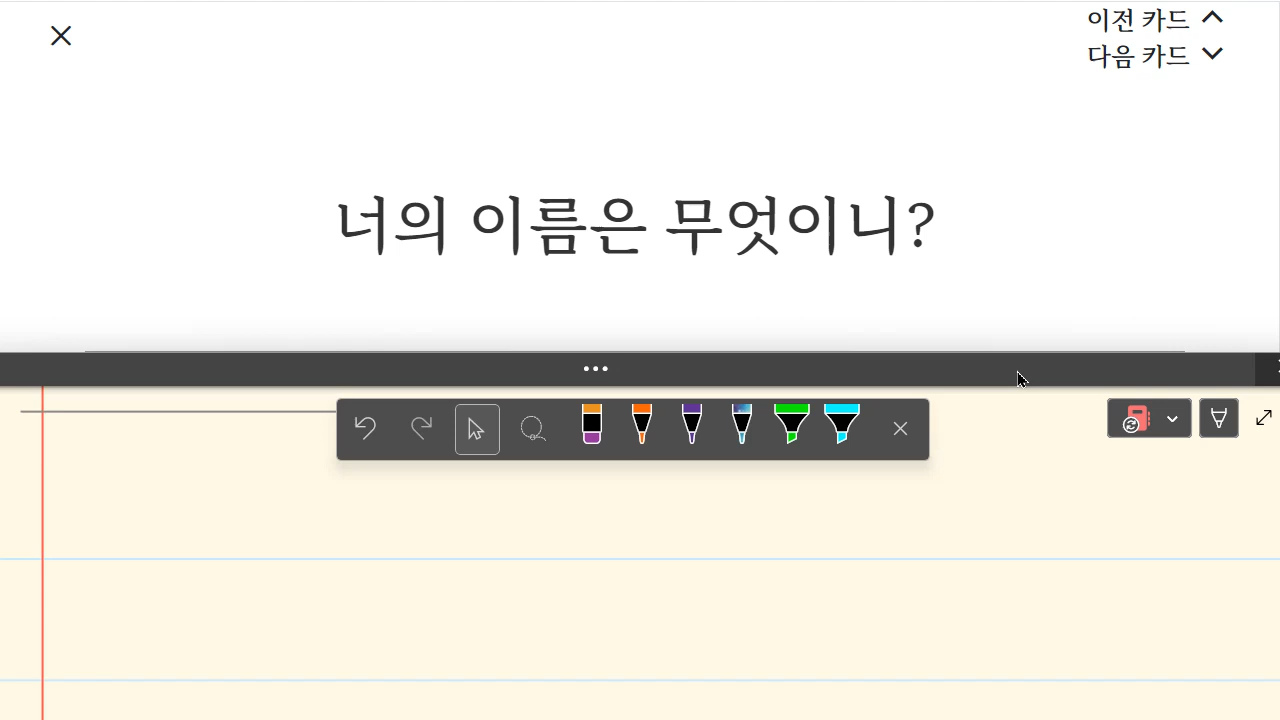 이전 카드
다음 카드
너의 이름은 무엇이니?